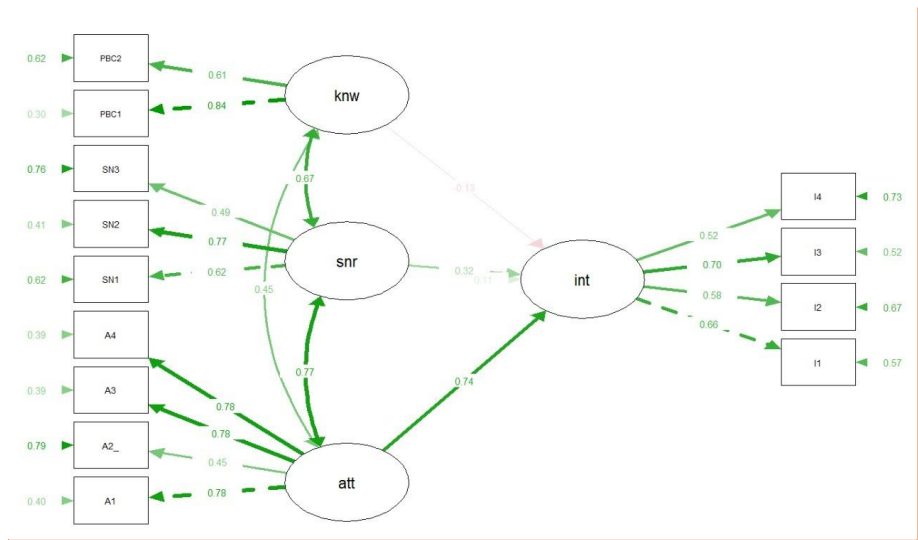 0.62 PBC2 0.61 knw
0.30 PBC1 0.84
0.76 SN3 0.49 0.67 -0.13
0.41 SN2 0.77 snr
0.62 SN1 0.62 0.45 0.32 0.11 int
0.39 A4 0.78 0.77 0.74
0.39 A3 0.78
0.79 A2_ 0.45 att
0.40 A1 0.78
0.52 I4 0.73
0.70 I3 0.52
0.58 I2 0.67
0.66 I1 0.57